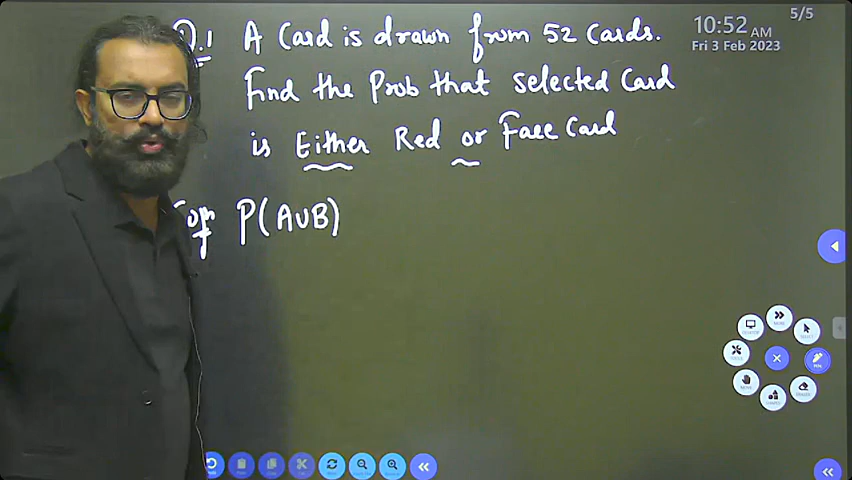 Q.1 A Card is drawn from 52 Cards.
Find the Prob that selected Card
is Either Red or Face Card
P(A∪B)
10:52 AM
Fri 3 Feb 2023
5/5